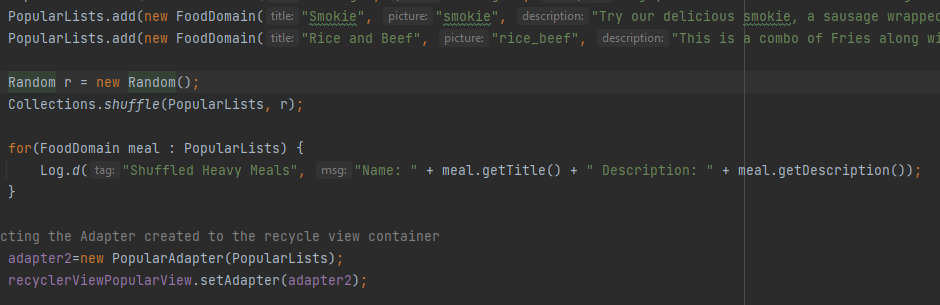 PopularLists.add(new FoodDomain( title: "Smokie", picture: "smokie", description: "Try our delicious smokie, a sausage wrapped
PopularLists.add(new FoodDomain( title: "Rice and Beef", picture: "rice_beef", description: "This is a combo of Fries along wi
Random r = new Random();
Collections.shuffle(PopularLists, r);
for(FoodDomain meal : PopularLists) {
Log.d( tag: "Shuffled Heavy Meals", msg: "Name: " + meal.getTitle() + " Description: " + meal.getDescription());
}
cting the Adapter created to the recycle view container
adapter2=new PopularAdapter(PopularLists);
recyclerViewPopularView.setAdapter(adapter2);